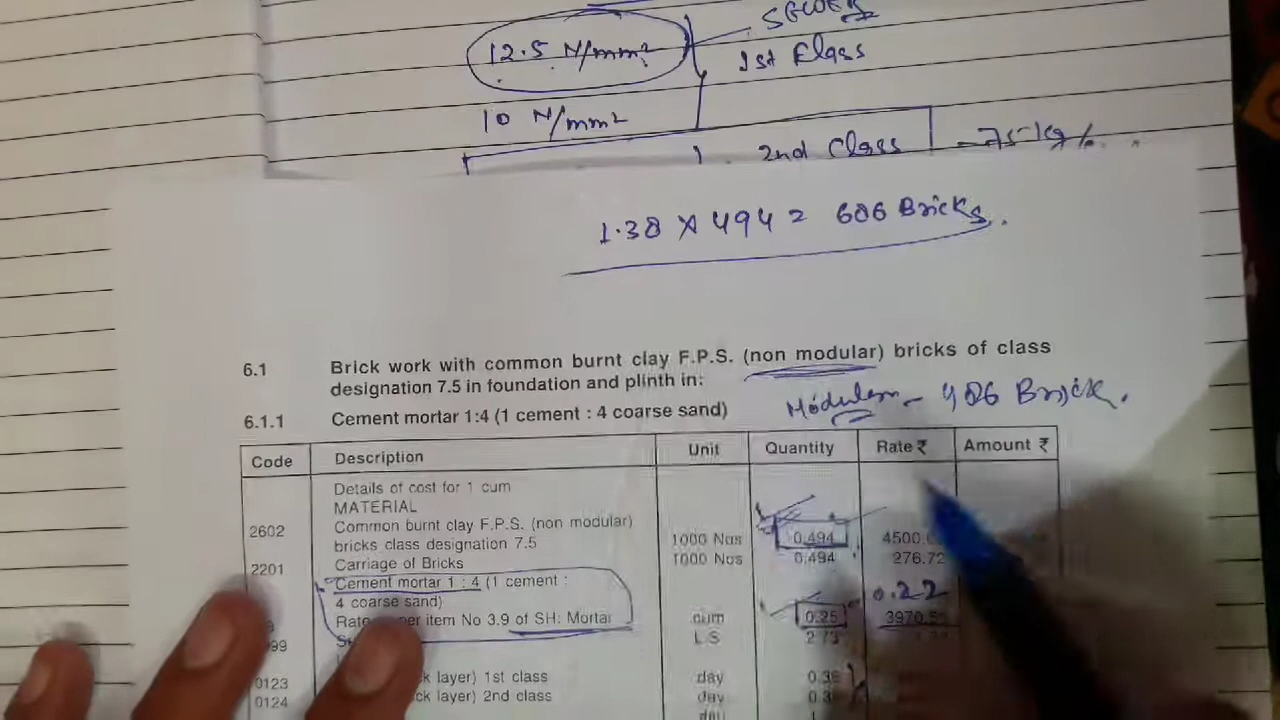 12.5 N/mm²
1st Class
10 N/mm²
2nd Class
1.38 × 494 = 686 Bricks.
6.1 Brick work with common burnt clay F.P.S. (non modular) bricks of class
designation 7.5 in foundation and plinth in:
6.1.1 Cement mortar 1:4 (1 cement : 4 coarse sand)
Bricks.
Code Description Unit Quantity Rate ₹ Amount ₹
Details of cost for 1 cum
MATERIAL
2602 Common burnt clay F.P.S. (non modular)
bricks class designation 7.5 1000 Nos 0.494
2201 Carriage of Bricks 1000 Nos 0.494 276.72
Cement mortar 1 : 4 (1 cement :
4 coarse sand) 0.22
item No 3.9 of SH: Mortar cum 0.25
L.S 2.73
0123 layer) 1st class day
0124 layer) 2nd class day
day